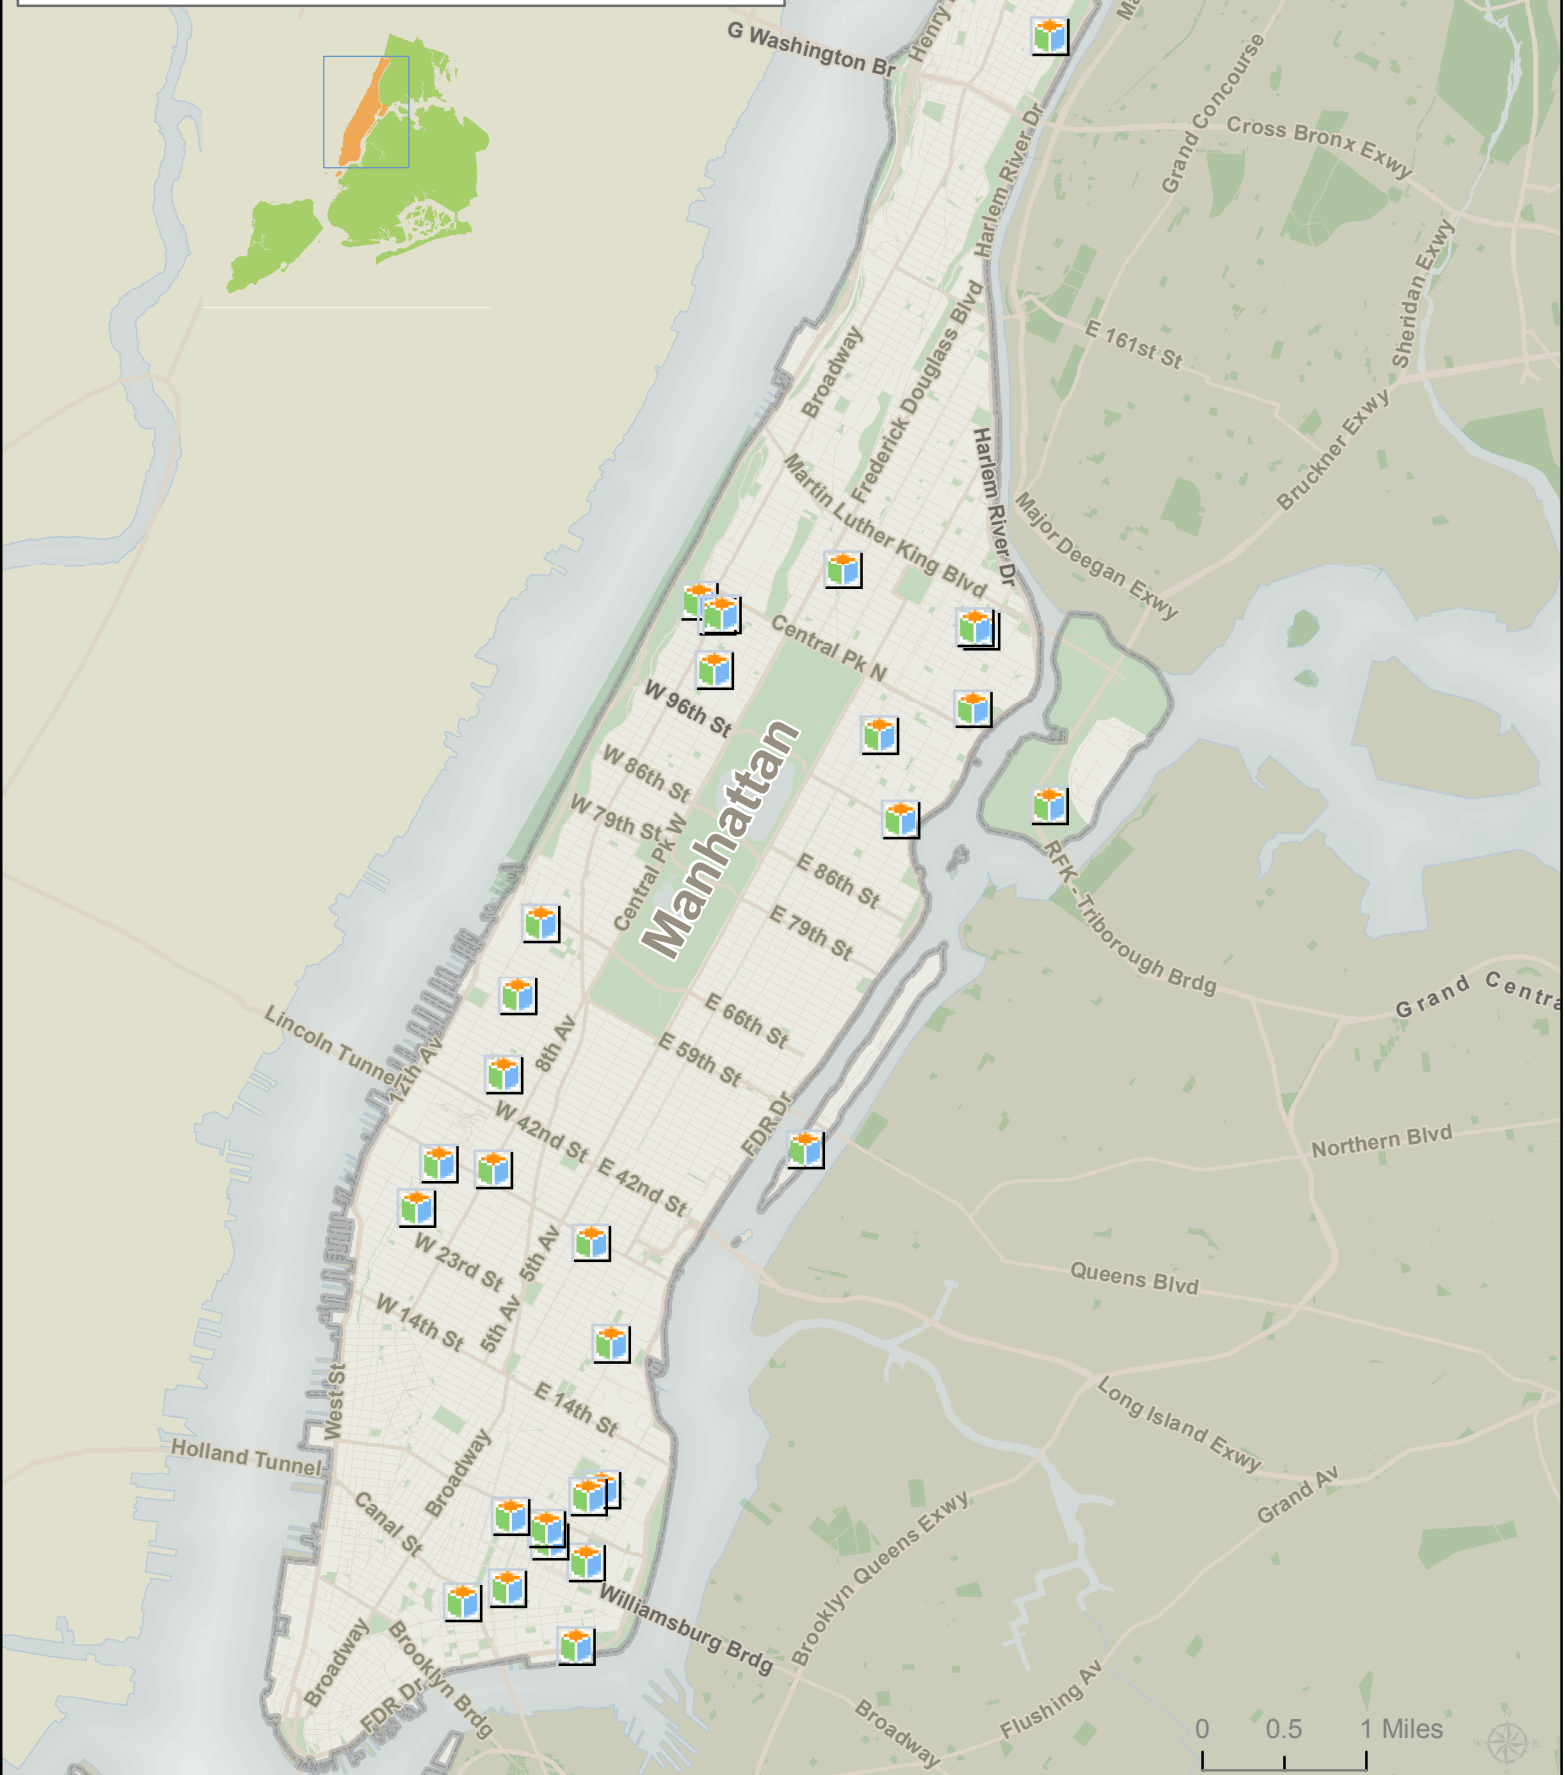 G Washington Br
Henry
Ma
Grand Concourse
Cross Bronx Exwy
Harlem River Dr
Sheridan Exwy
E 161st St
Broadway
Frederick Douglass Blvd
Bruckner Exwy
Harlem River Dr
Martin Luther King Blvd
Major Deegan Exwy
Central Pk N
W 96th St
W 86th St
W 79th St
Central Pk W
Manhattan
E 86th St
E 79th St
RFK - Triborough Brdg
Grand Centra
E 66th St
E 59th St
Lincoln Tunnel
12th Av
8th Av
FDR Dr
W 42nd St
E 42nd St
Northern Blvd
W 23rd St
5th Av
Queens Blvd
W 14th St
5th Av
West St
E 14th St
Long Island Exwy
Holland Tunnel
Broadway
Canal St
Grand Av
Brooklyn Queens Exwy
Williamsburg Brdg
Broadway
Brooklyn Brdg
FDR Dr
Flushing Av
Broadway
0 0.5 1 Miles
W E